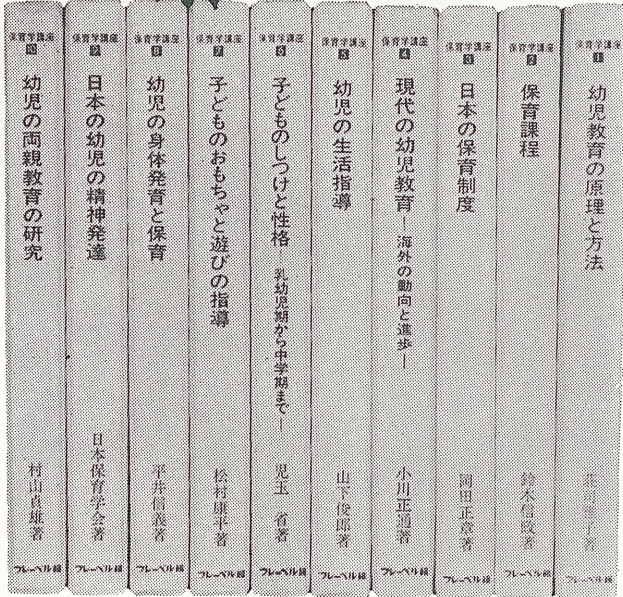 保育学講座
1
幼児教育の原理と方法
荘司雅子著
フレーベル館
保育学講座
2
保育課程
鈴木信政著
フレーベル館
保育学講座
3
日本の保育制度
岡田正章著
フレーベル館
保育学講座
4
現代の幼児教育―海外の動向と進歩―
小川正通著
フレーベル館
保育学講座
5
幼児の生活指導
山下俊郎著
フレーベル館
保育学講座
6
子どものしつけと性格 乳幼児期から中学期まで―
児玉 省著
フレーベル館
保育学講座
7
子どものおもちゃと遊びの指導
松村康平著
フレーベル館
保育学講座
8
幼児の身体発育と保育
平井信義著
フレーベル館
保育学講座
9
日本の幼児の精神発達
日本保育学会著
フレーベル館
保育学講座
10
幼児の両親教育の研究
村山貞雄著
フレーベル館